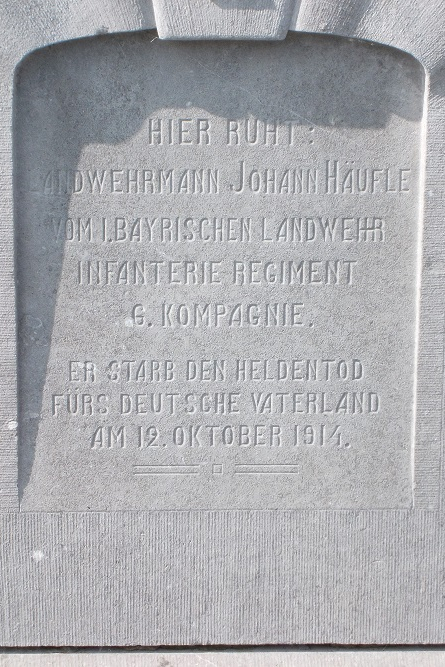 HIER RUHT:
LANDWEHRMANN JOHANN HÄUFLE
VOM I. BAYRISCHEN LANDWEHR
INFANTERIE REGIMENT
6. KOMPAGNIE.
ER STARB DEN HELDENTOD
FÜRS DEUTSCHE VATERLAND
AM 12. OKTOBER 1914.